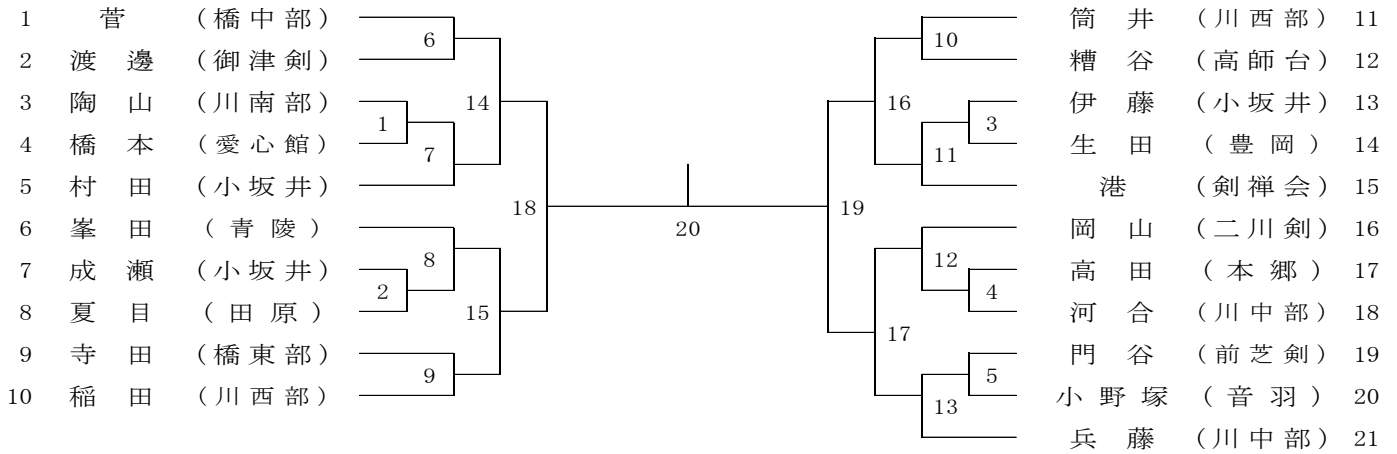 1 菅 （橋中部）
2 渡邊 （御津剣）
3 陶山 （川南部）
4 橋本 （愛心館）
5 村田 （小坂井）
6 峯田 （青陵）
7 成瀬 （小坂井）
8 夏目 （田原）
9 寺田 （橋東部）
10 稲田 （川西部）
6
14
1
7
18
8
2
15
9
20
10
16
3
11
19
12
4
17
5
13
筒井 （川西部） 11
糟谷 （高師台） 12
伊藤 （小坂井） 13
生田 （豊岡） 14
港 （剣禅会） 15
岡山 （二川剣） 16
高田 （本郷） 17
河合 （川中部） 18
門谷 （前芝剣） 19
小野塚 （音羽） 20
兵藤 （川中部） 21